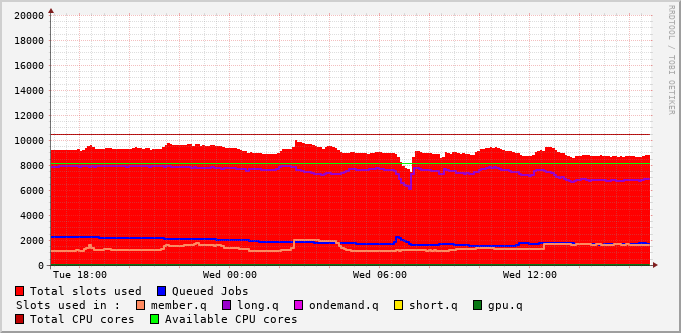 RRDTOOL / TOBI OETIKER
20000
18000
16000
14000
12000
10000
8000
6000
4000
2000
0
Tue 18:00 Wed 00:00 Wed 06:00 Wed 12:00
Total slots used Queued Jobs
Slots used in : member.q long.q ondemand.q short.q gpu.q
Total CPU cores Available CPU cores